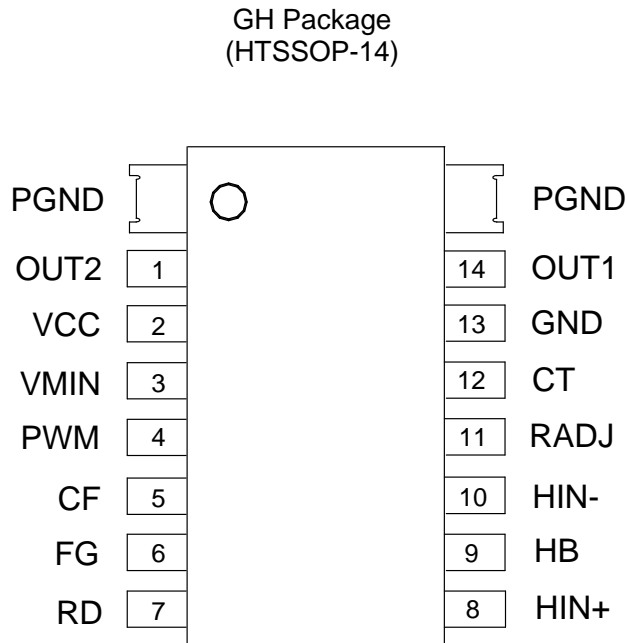 GH Package
(HTSSOP-14)
PGND PGND
OUT2 1 14 OUT1
VCC 2 13 GND
VMIN 3 12 CT
PWM 4 11 RADJ
CF 5 10 HIN-
FG 6 9 HB
RD 7 8 HIN+